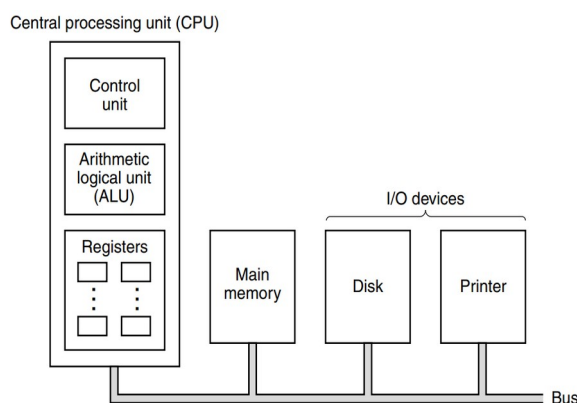 Central processing unit (CPU)
Control
unit
Arithmetic
logical unit
(ALU)
Registers
I/O devices
Main
memory
Disk
Printer
Bus